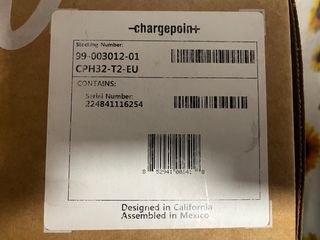 -chargepoin+
Stocking Number:
99-003012-01
CPH32-T2-EU
CONTAINS:
Serial Number:
224841116254
Designed in California
Assembled in Mexico